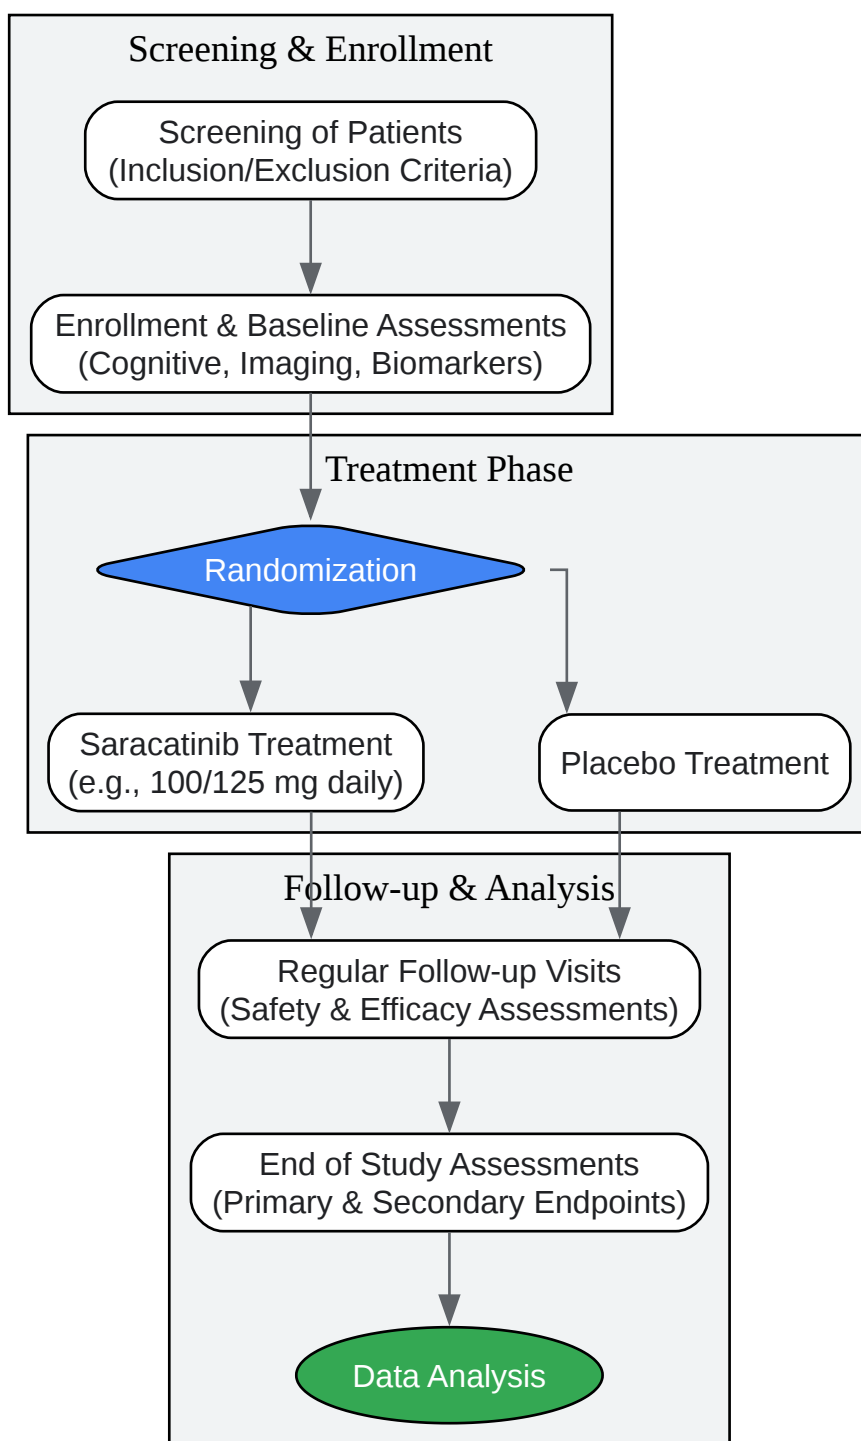 Screening & Enrollment
Screening of Patients
(Inclusion/Exclusion Criteria)
Enrollment & Baseline Assessments
(Cognitive, Imaging, Biomarkers)
Treatment Phase
Randomization
Saracatinib Treatment
(e.g., 100/125 mg daily)
Placebo Treatment
Follow-up & Analysis
Regular Follow-up Visits
(Safety & Efficacy Assessments)
End of Study Assessments
(Primary & Secondary Endpoints)
Data Analysis